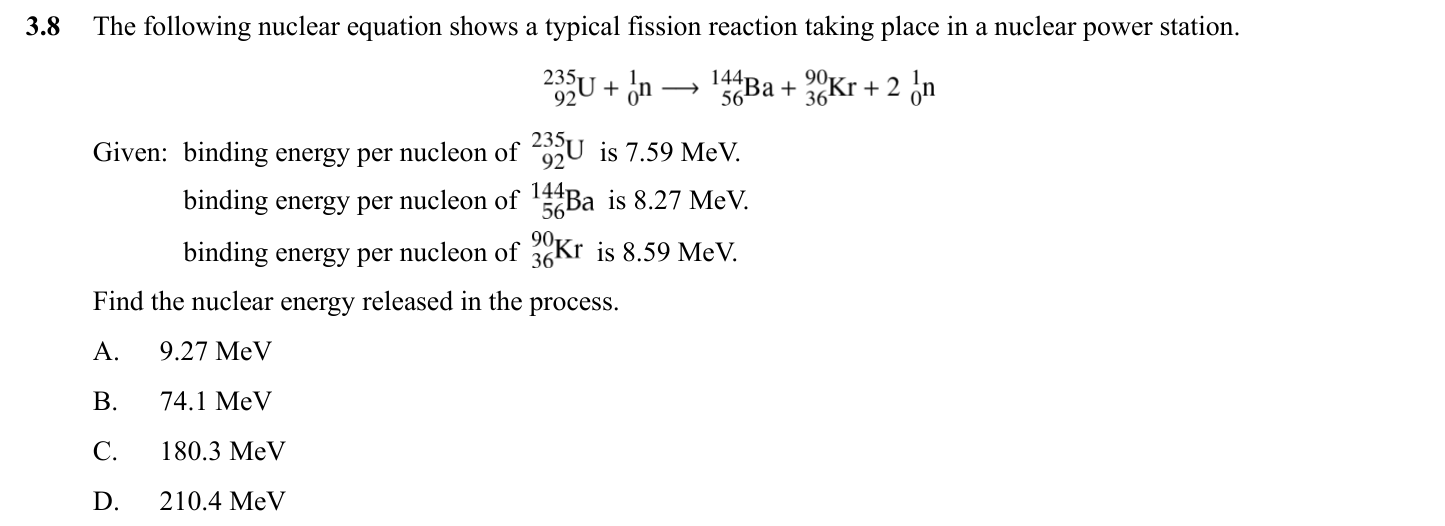 3.8 The following nuclear equation shows a typical fission reaction taking place in a nuclear power station.
²³⁵₉₂U + ¹₀n ⟶ ¹⁴⁴₅₆Ba + ⁹⁰₃₆Kr + 2 ¹₀n
Given: binding energy per nucleon of ²³⁵₉₂U is 7.59 MeV.
binding energy per nucleon of ¹⁴⁴₅₆Ba is 8.27 MeV.
binding energy per nucleon of ⁹⁰₃₆Kr is 8.59 MeV.
Find the nuclear energy released in the process.
A. 9.27 MeV
B. 74.1 MeV
C. 180.3 MeV
D. 210.4 MeV